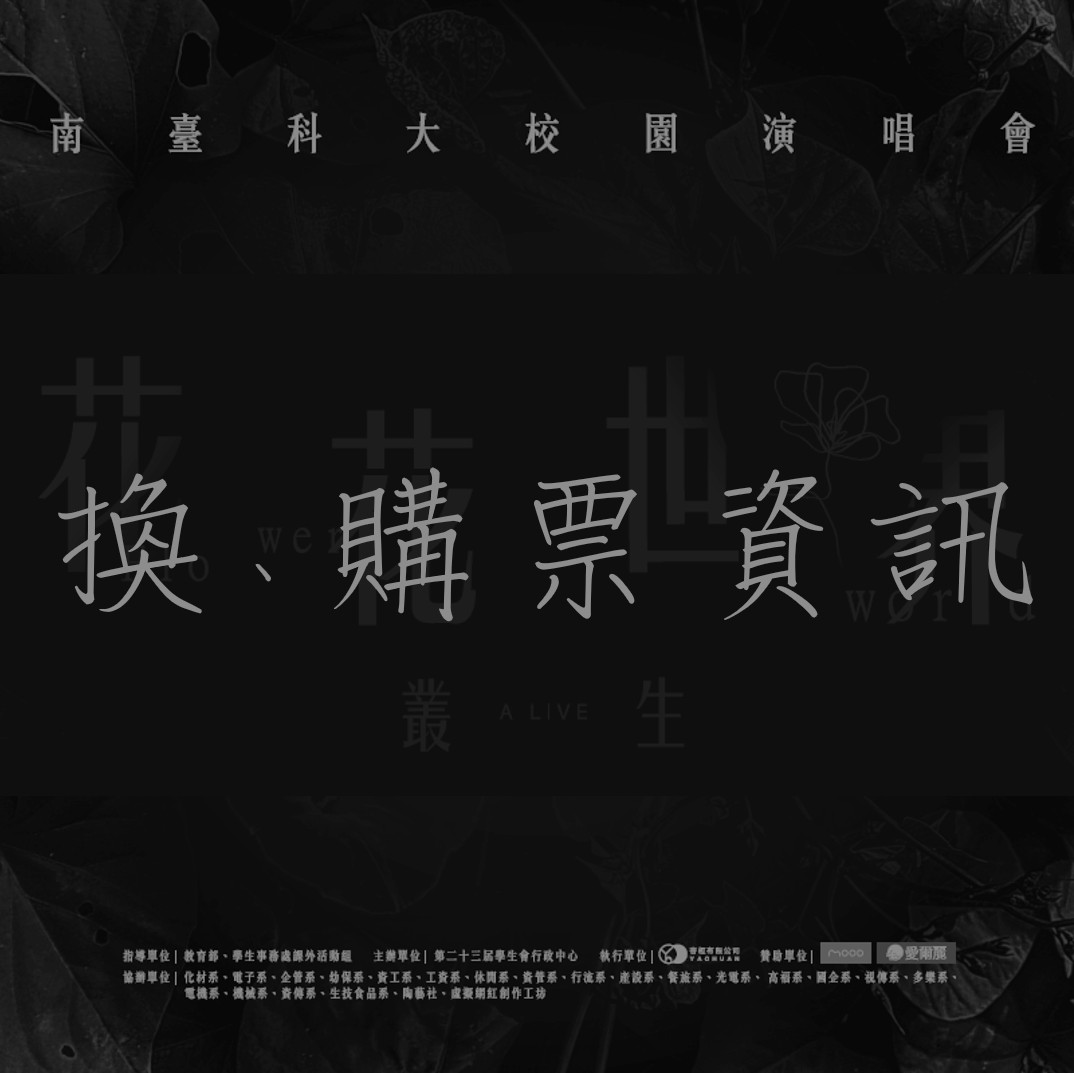 南臺科大校園演唱會
花花世界
換、購票資訊
叢 A LIVE 生
指導單位| 教育部、學生事務處課外活動組 主辦單位| 第二十三屆學生會行政中心 執行單位| YAOHUAN 贊助單位| mooo 愛爾麗
協辦單位| 化材系、電子系、企管系、幼保系、資工系、工資系、休閒系、資管系、行流系、產設系、餐旅系、光電系、高福系、國企系、視傳系、多樂系、
電機系、機械系、資傳系、生技食品系、陶藝社、虛擬網紅創作工坊